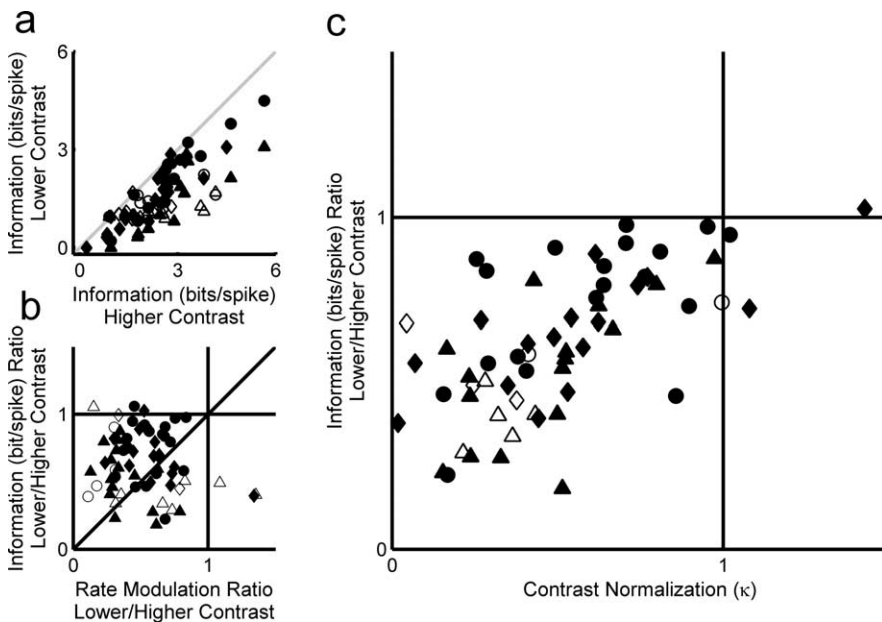 a
6
3
0
0 3 6
Information (bits/spike)
Lower Contrast
Information (bits/spike)
Higher Contrast
b
1
0
0 1
Information (bit/spike) Ratio
Lower/Higher Contrast
Rate Modulation Ratio
Lower/Higher Contrast
c
1
0
0 1
Information (bits/spike) Ratio
Lower/Higher Contrast
Contrast Normalization (κ)